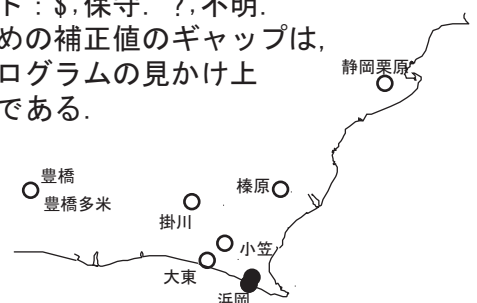 ト：$,保守. ?,不明.
めの補正値のギャップは,
ログラムの見かけ上
である.
静岡栗原
豊橋
豊橋多米
榛原
掛川
小笠
大東
浜岡